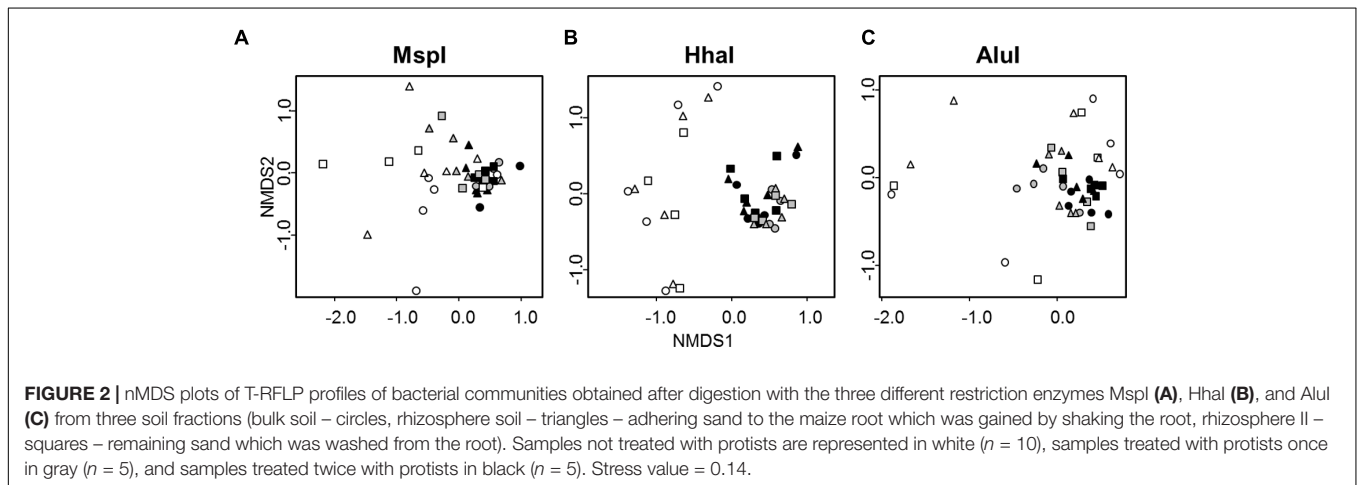 A
B
C
MspI
HhaI
AluI
NMDS2
1.0
0.0
-1.0
1.0
0.0
-1.0
1.0
0.0
-1.0
-2.0 -1.0 0.0 1.0
-1.0 0.0 1.0
-2.0 -1.0 0.0
NMDS1
FIGURE 2 | nMDS plots of T-RFLP profiles of bacterial communities obtained after digestion with the three different restriction enzymes MspI (A), HhaI (B), and AluI
(C) from three soil fractions (bulk soil – circles, rhizosphere soil – triangles – adhering sand to the maize root which was gained by shaking the root, rhizosphere II –
squares – remaining sand which was washed from the root). Samples not treated with protists are represented in white (n = 10), samples treated with protists once
in gray (n = 5), and samples treated twice with protists in black (n = 5). Stress value = 0.14.